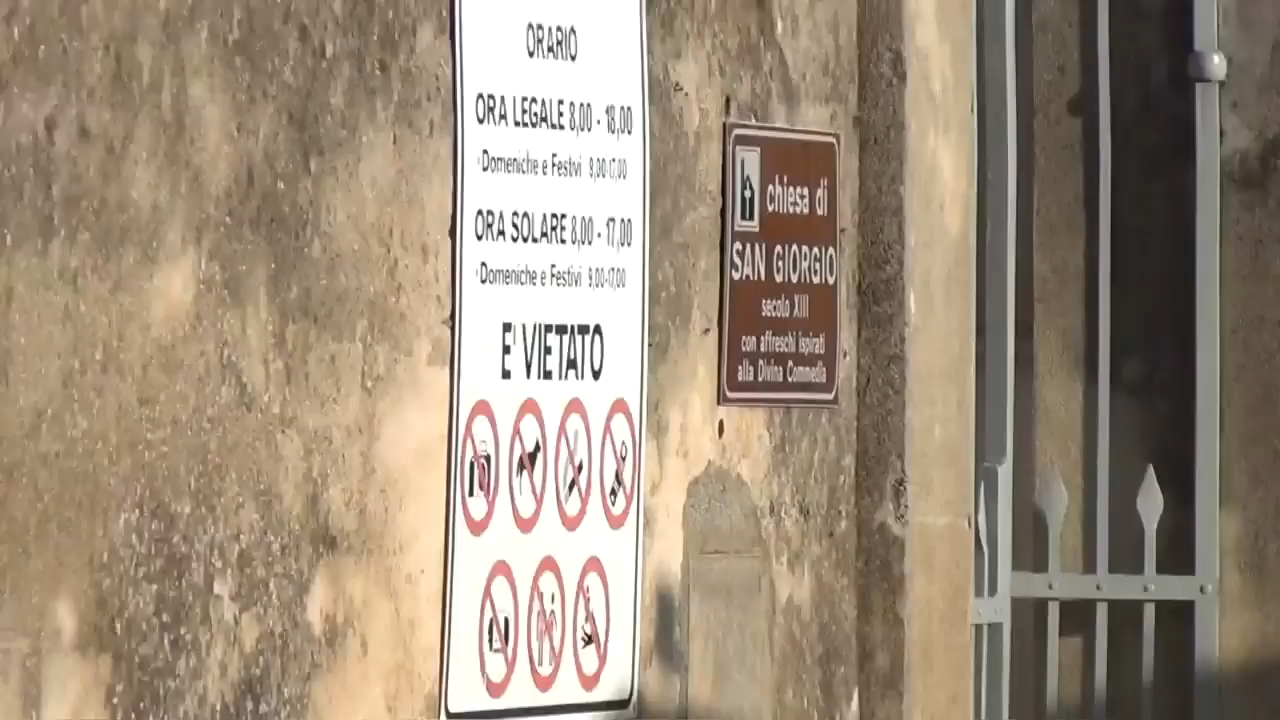 ORARIO
ORA LEGALE 8,00 - 18,00
Domeniche e Festivi 9,00-17,00
ORA SOLARE 8,00 - 17,00
Domeniche e Festivi 9,00-17,00
E' VIETATO
chiesa di
SAN GIORGIO
secolo XIII
con affreschi ispirati
alla Divina Commedia